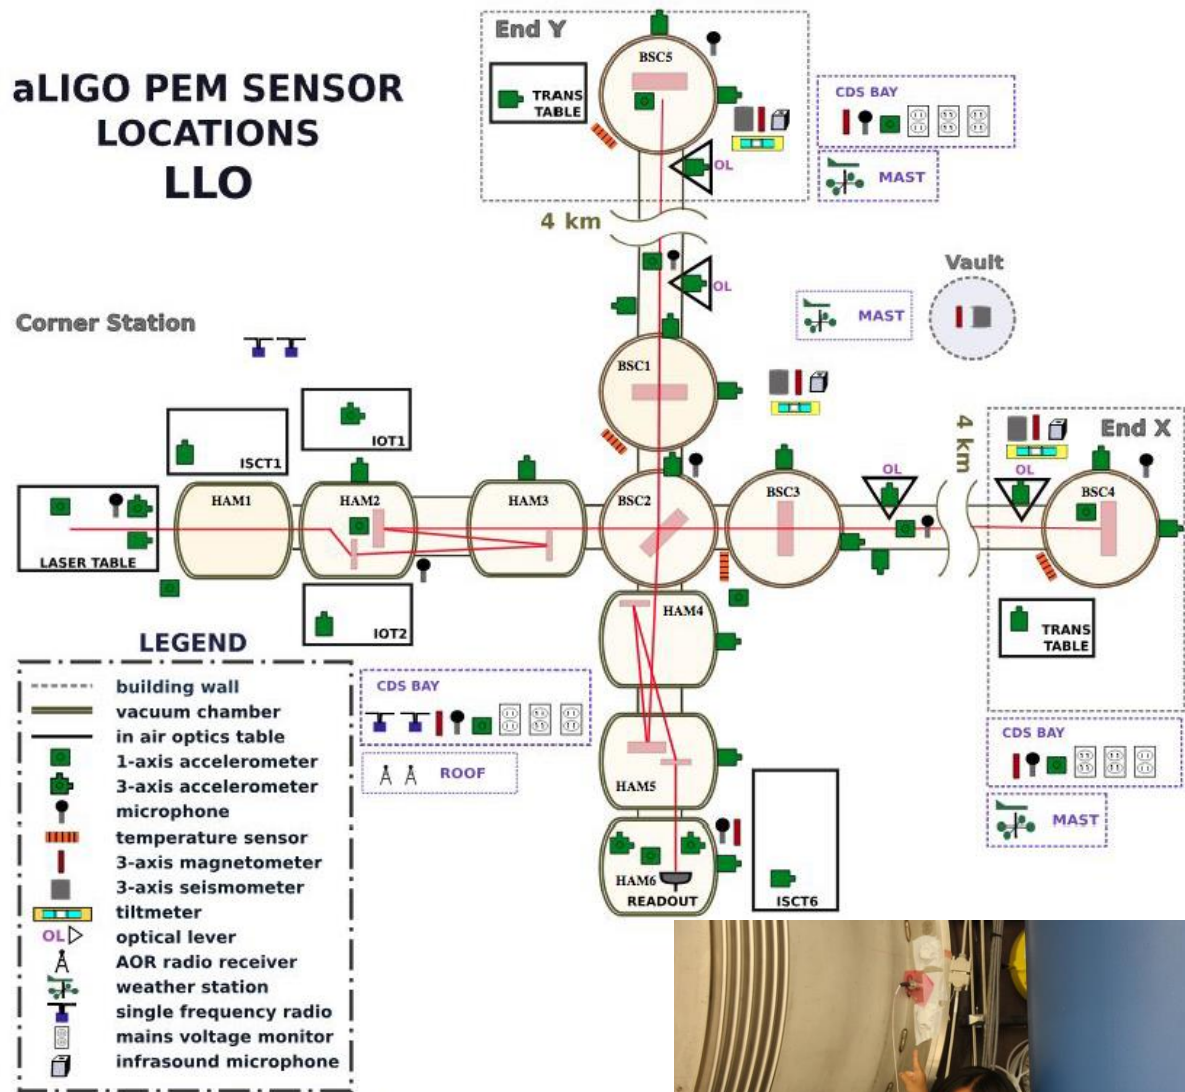 aLIGO PEM SENSOR
LOCATIONS
LLO
End Y
BSC5
TRANS
TABLE
OL
CDS BAY
MAST
4 km
OL
Vault
MAST
Corner Station
BSC1
IOT1
ISCT1
4 km
End X
HAM1
HAM2
HAM3
BSC2
BSC3
OL
OL
BSC4
LASER TABLE
IOT2
HAM4
TRANS
TABLE
CDS BAY
ROOF
HAM5
CDS BAY
MAST
HAM6
READOUT
ISCT6
LEGEND
building wall
vacuum chamber
in air optics table
1-axis accelerometer
3-axis accelerometer
microphone
temperature sensor
3-axis magnetometer
3-axis seismometer
tiltmeter
OL optical lever
AOR radio receiver
weather station
single frequency radio
mains voltage monitor
infrasound microphone